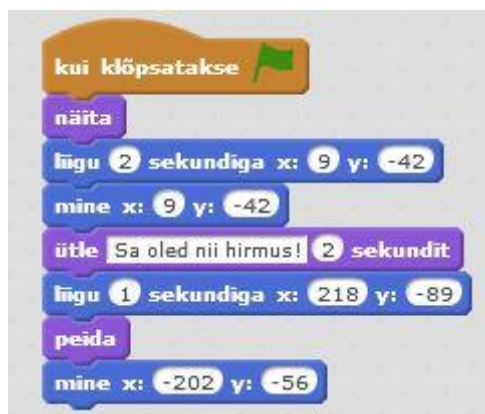 kui klõpsatakse
näita
liigu 2 sekundiga x: 9 y: -42
mine x: 9 y: -42
ütle Sa oled nii hirmus! 2 sekundit
liigu 1 sekundiga x: 218 y: -89
peida
mine x: -202 y: -56